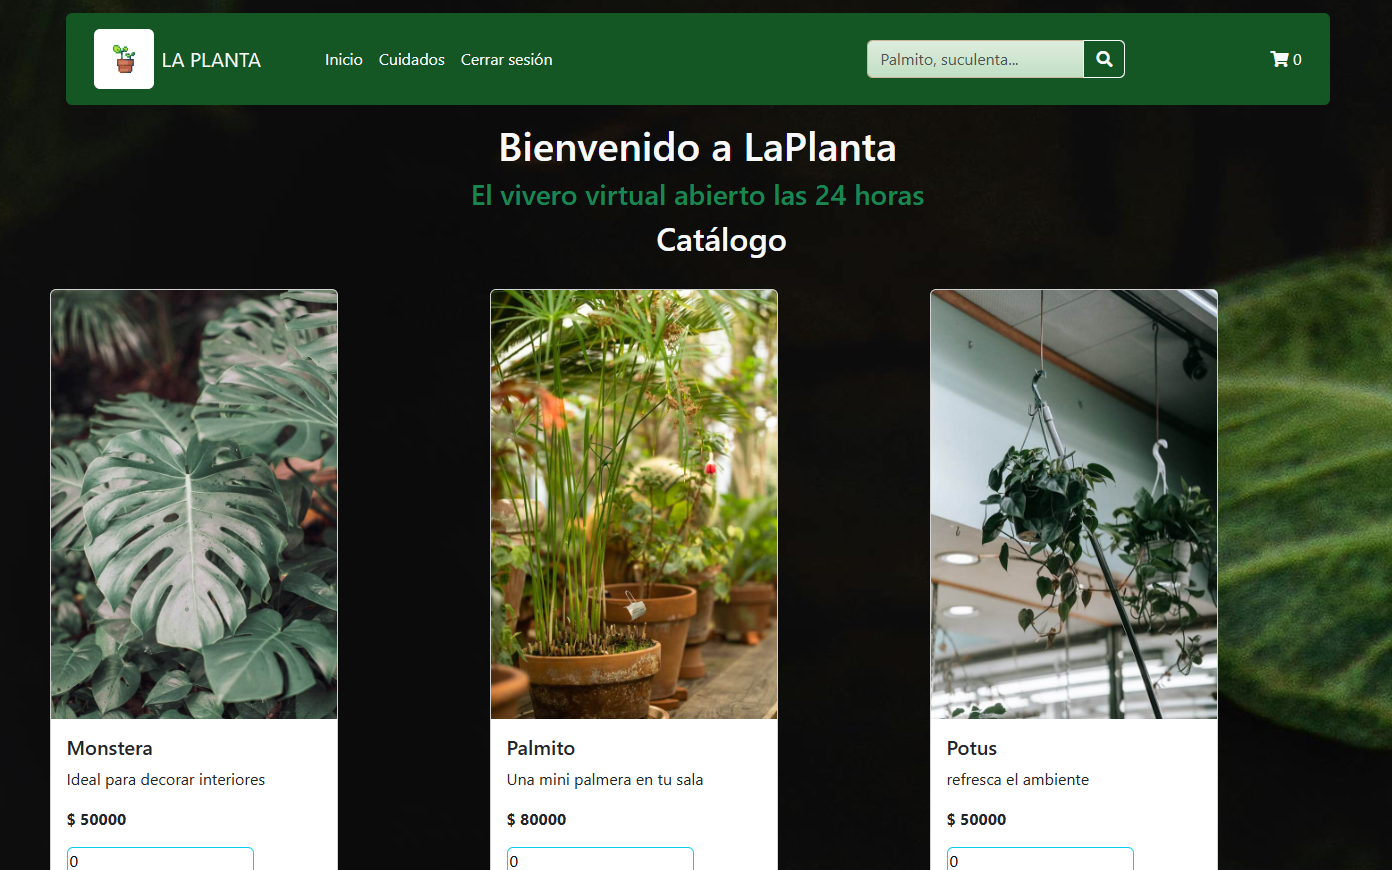 LA PLANTA
Inicio
Cuidados
Cerrar sesión
Palmito, suculenta...
0
Bienvenido a LaPlanta
El vivero virtual abierto las 24 horas
Catálogo
Monstera
Ideal para decorar interiores
$ 50000
0
Palmito
Una mini palmera en tu sala
$ 80000
0
Potus
refresca el ambiente
$ 50000
0